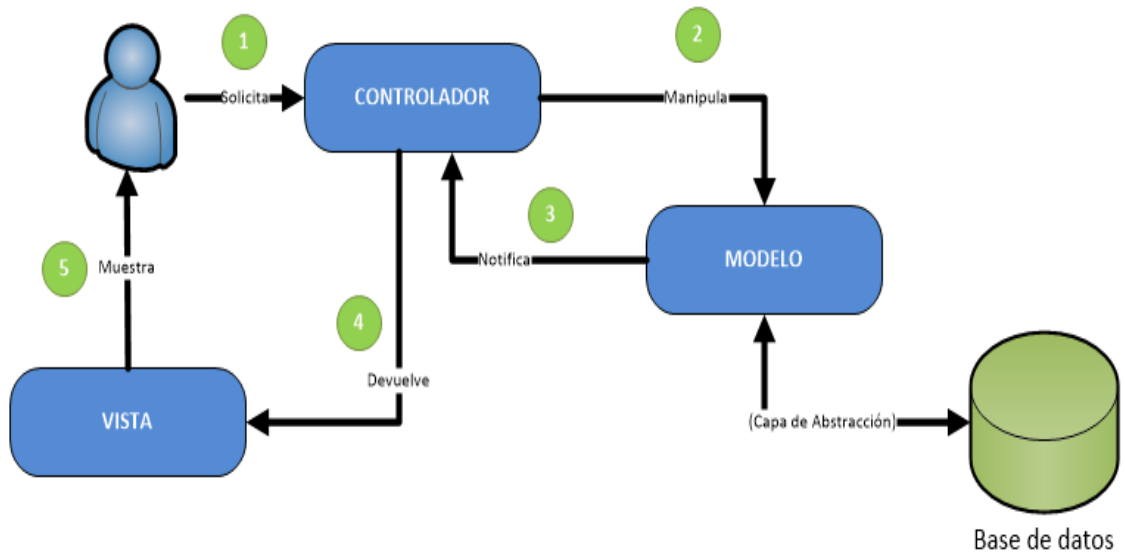 1
Solicita
CONTROLADOR
2
Manipula
3
Notifica
MODELO
4
Devuelve
5
Muestra
VISTA
(Capa de Abstracción)
Base de datos